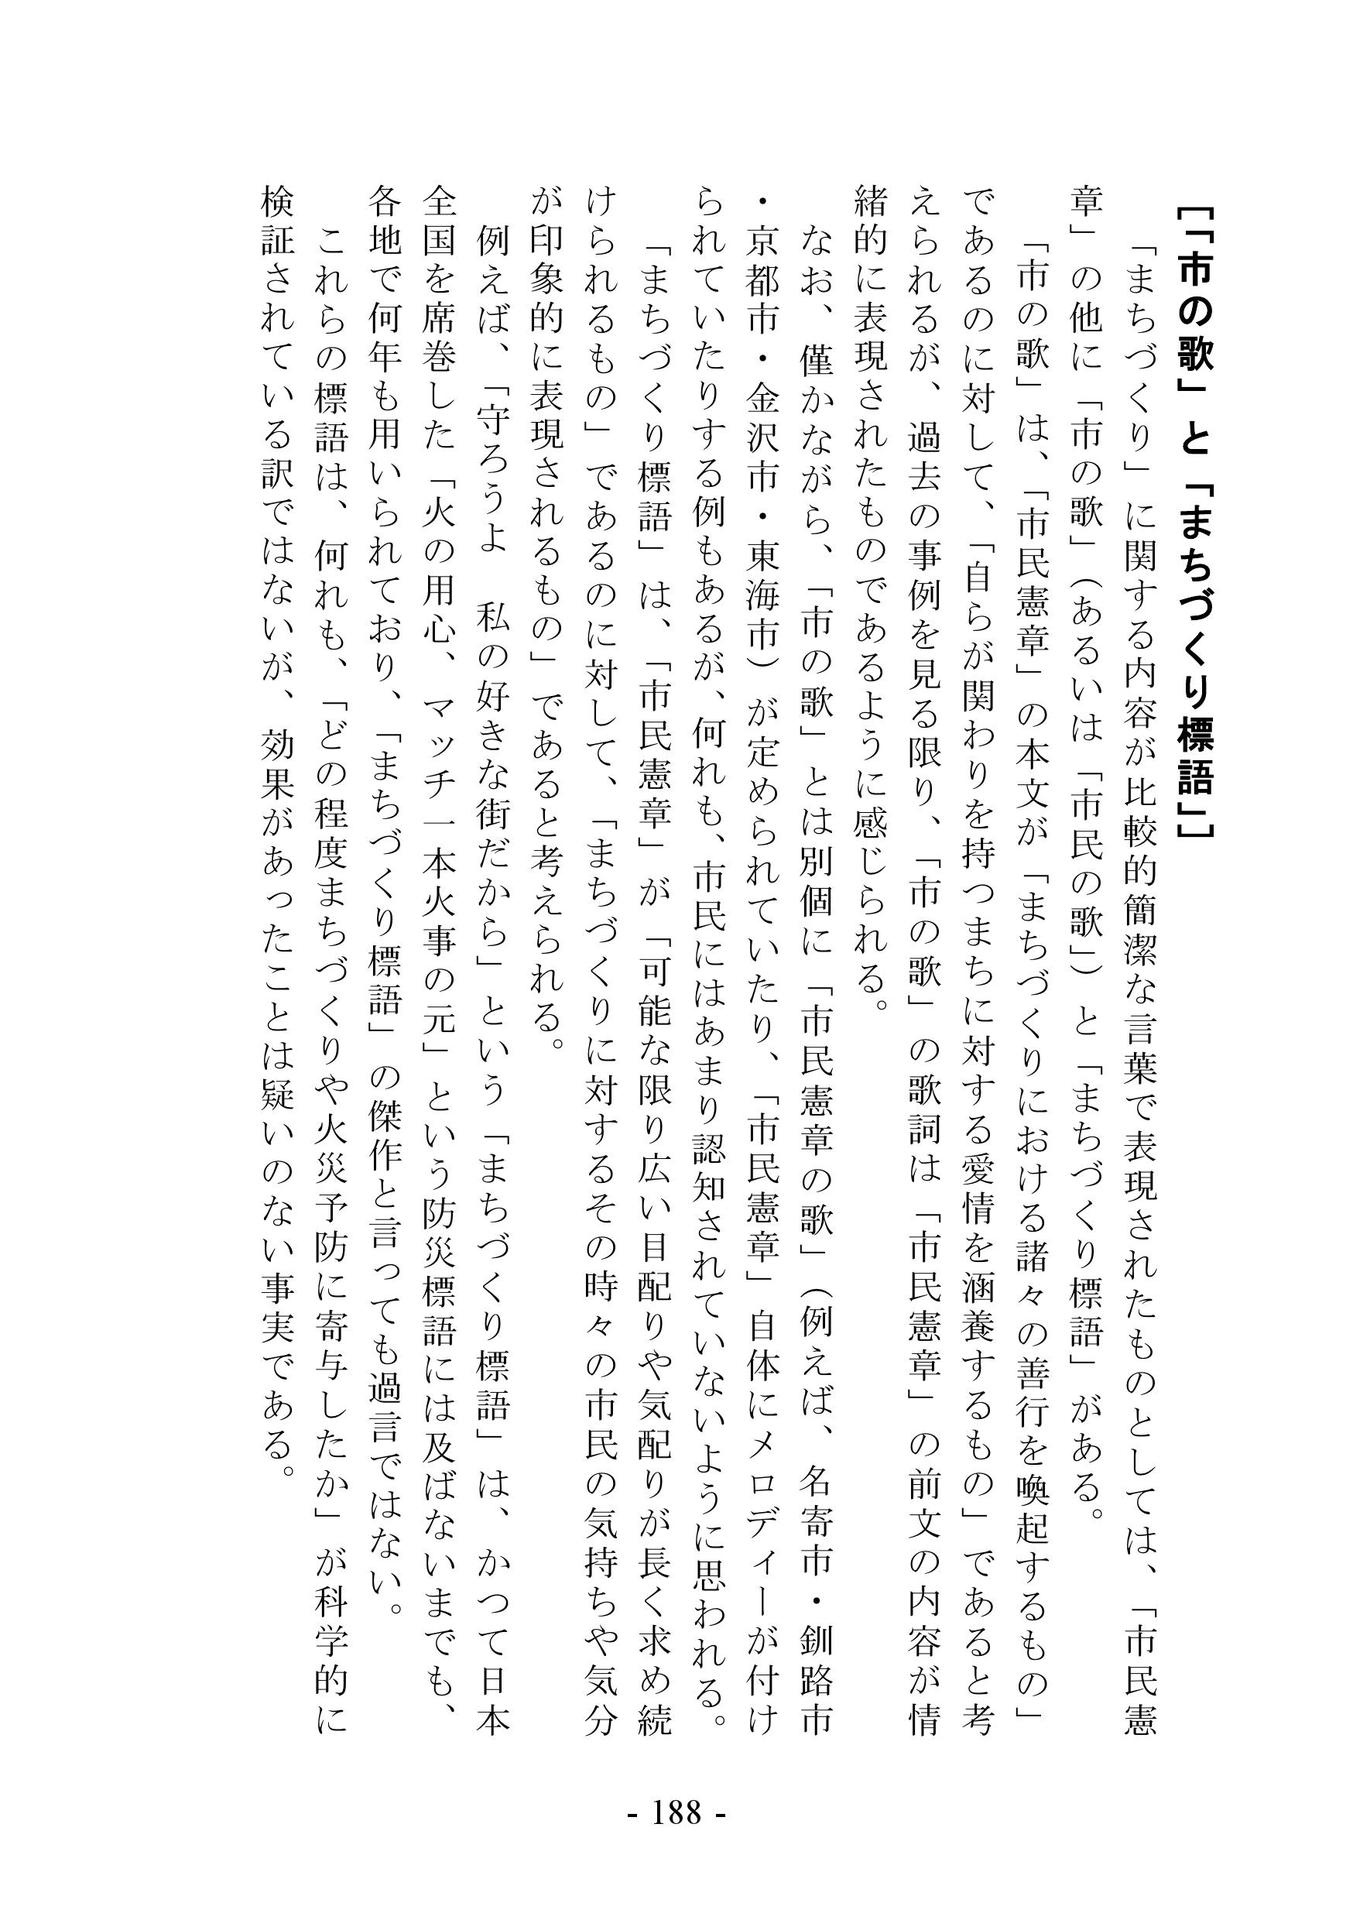 [「市の歌」と「まちづくり標語」]
「まちづくり」に関する内容が比較的簡潔な言葉で表現されたものとしては、「市民憲
章」の他に「市の歌」（あるいは「市民の歌」）と「まちづくり標語」がある。
「市の歌」は、「市民憲章」の本文が「まちづくりにおける諸々の善行を喚起するもの」
であるのに対して、「自らが関わりを持つまちに対する愛情を涵養するもの」であると考
えられるが、過去の事例を見る限り、「市の歌」の歌詞は「市民憲章」の前文の内容が情
緒的に表現されたものであるように感じられる。
なお、僅かながら、「市の歌」とは別個に「市民憲章の歌」（例えば、名寄市・釧路市
・京都市・金沢市・東海市）が定められていたり、「市民憲章」自体にメロディーが付け
られていたりする例もあるが、何れも、市民にはあまり認知されていないように思われる。
「まちづくり標語」は、「市民憲章」が「可能な限り広い目配りや気配りが長く求め続
けられるもの」であるのに対して、「まちづくりに対するその時々の市民の気持ちや気分
が印象的に表現されるもの」であると考えられる。
例えば、「守ろうよ　私の好きな街だから」という「まちづくり標語」は、かつて日本
全国を席巻した「火の用心、マッチ一本火事の元」という防災標語には及ばないまでも、
各地で何年も用いられており、「まちづくり標語」の傑作と言っても過言ではない。
これらの標語は、何れも、「どの程度まちづくりや火災予防に寄与したか」が科学的に
検証されている訳ではないが、効果があったことは疑いのない事実である。
- 188 -